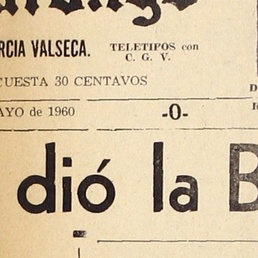 RCIA VALSECA. TELETIPOS con
C. G. V.
CUESTA 30 CENTAVOS
AYO de 1960 -0-
dió la B